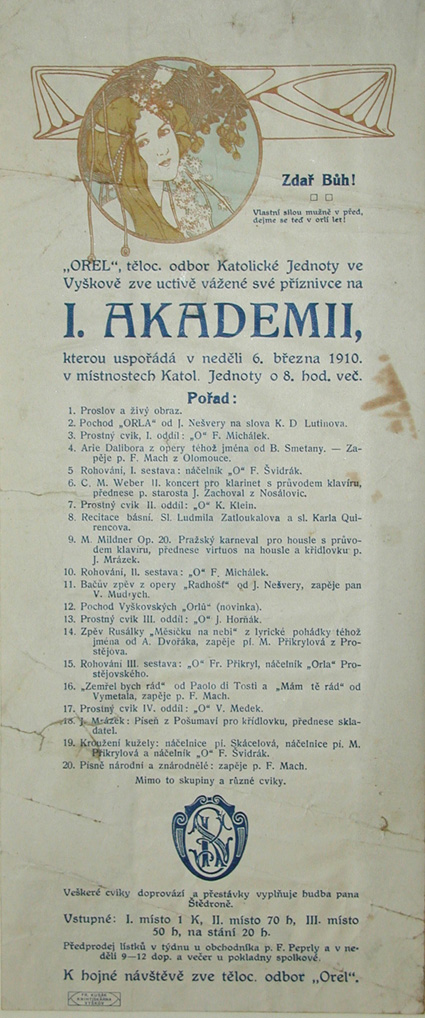 Zdař Bůh!
Vlastní silou mužně v před,
dejme se teď v orlí let!
„OREL“, těloc. odbor Katolické Jednoty ve
Vyškově zve uctivě vážené své příznivce na
I. AKADEMII,
kterou uspořádá v neděli 6. března 1910.
v místnostech Katol. Jednoty o 8. hod. več.
Pořad:
1. Proslov a živý obraz.
2. Pochod „ORLA“ od J. Nešvery na slova K. D Lutinova.
3. Prostný cvik, I. oddíl: „O“ F. Michálek.
4. Arie Dalibora z opery téhož jména od B. Smetany. — Za-
pěje p. F. Mach z Olomouce.
5 Rohování, I. sestava: náčelník „O“ F. Švidrák.
6. C. M. Weber II. koncert pro klarinet s průvodem klavíru,
přednese p. starosta J. Zachoval z Nosálovic.
7. Prostný cvik II. oddíl: „O“ K. Klein.
8. Recitace básní. Sl. Ludmila Zatloukalova a sl. Karla Qui-
rencova.
9. M. Mildner Op. 20. Pražský karneval pro housle s průvo-
dem klavíru, přednese virtuos na housle a křídlovku p.
J. Mrázek.
10. Rohování, II. sestava: „O“ F. Michálek.
11. Bačův zpěv z opery „Radhošť“ od J. Nešvery, zapěje pan
V. Mudrych.
12. Pochod Vyškovských „Orlů“ (novinka).
13. Prostný cvik III. oddíl: „O“ J. Horňák.
14. Zpěv Rusálky „Měsíčku na nebi“ z lyrické pohádky téhož
jména od A. Dvořáka, zapěje pí. M. Přikrylová z Pro-
stějova.
15. Rohování III. sestava: „O“ Fr. Přikryl, náčelník „Orla“ Pro-
stějovského.
16. „Zemřel bych rád“ od Paolo di Tosti a „Mám tě rád“ od
Vymetala, zapěje p. F. Mach.
17. Prostný cvik IV. oddíl: „O“ V. Medek.
18. J. Mrázek: Píseň z Pošumaví pro křídlovku, přednese skla-
datel.
19. Kroužení kužely: náčelnice pí. Skácelová, náčelnice pí. M.
Přikrylová a náčelník „O“ F. Švidrák.
20. Písně národní a znárodnělé: zapěje p. F. Mach.
Mimo to skupiny a různé cviky.
Veškeré cviky doprovází a přestávky vyplňuje hudba pana
Štědroně.
Vstupné: I. místo 1 K, II. místo 70 h, III. místo
50 h, na stání 20 h.
Předprodej lístků v týdnu u obchodníka p. F. Peprly a v ne-
děli 9—12 dop. a večer u pokladny spolkové.
K hojné návštěvě zve těloc. odbor „Orel“.